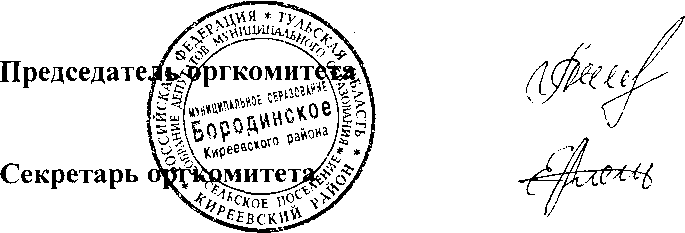 Председатель оргкомитета
РОССИЙСКАЯ ФЕДЕРАЦИЯ * ТУЛЬСКАЯ ОБЛАСТЬ *
КИРЕЕВСКИЙ РАЙОН *
СОБРАНИЕ ДЕПУТАТОВ МУНИЦИПАЛЬНОГО ОБРАЗОВАНИЯ
СЕЛЬСКОЕ ПОСЕЛЕНИЕ
МУНИЦИПАЛЬНОЕ ОБРАЗОВАНИЕ
Бородинское
Киреевского района
Секретарь оргкомитета